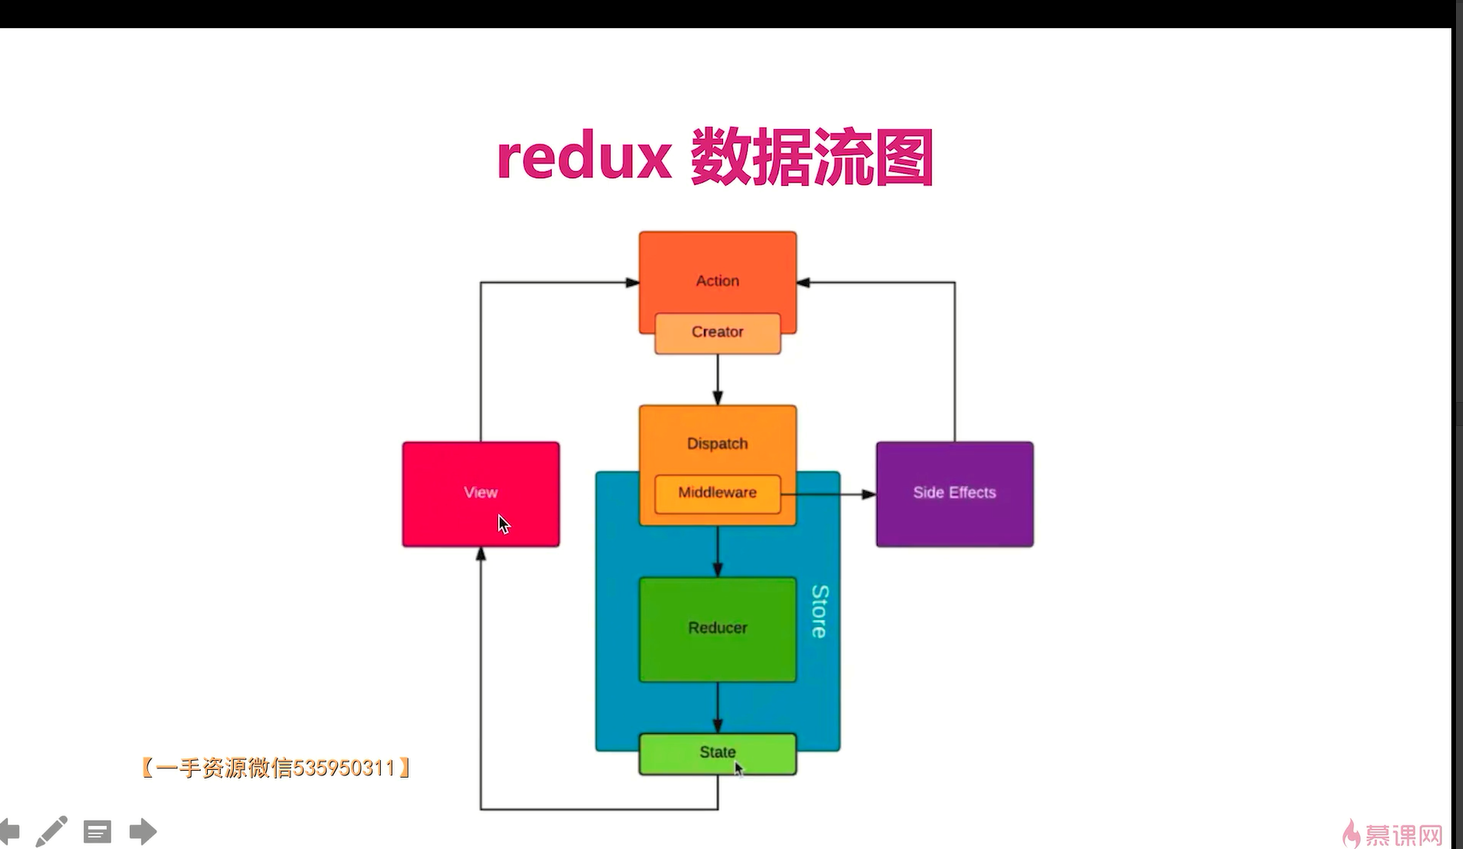 redux 数据流图
Action
Creator
Dispatch
View
Middleware
Side Effects
Store
Reducer
State
【一手资源微信535950311】
慕课网